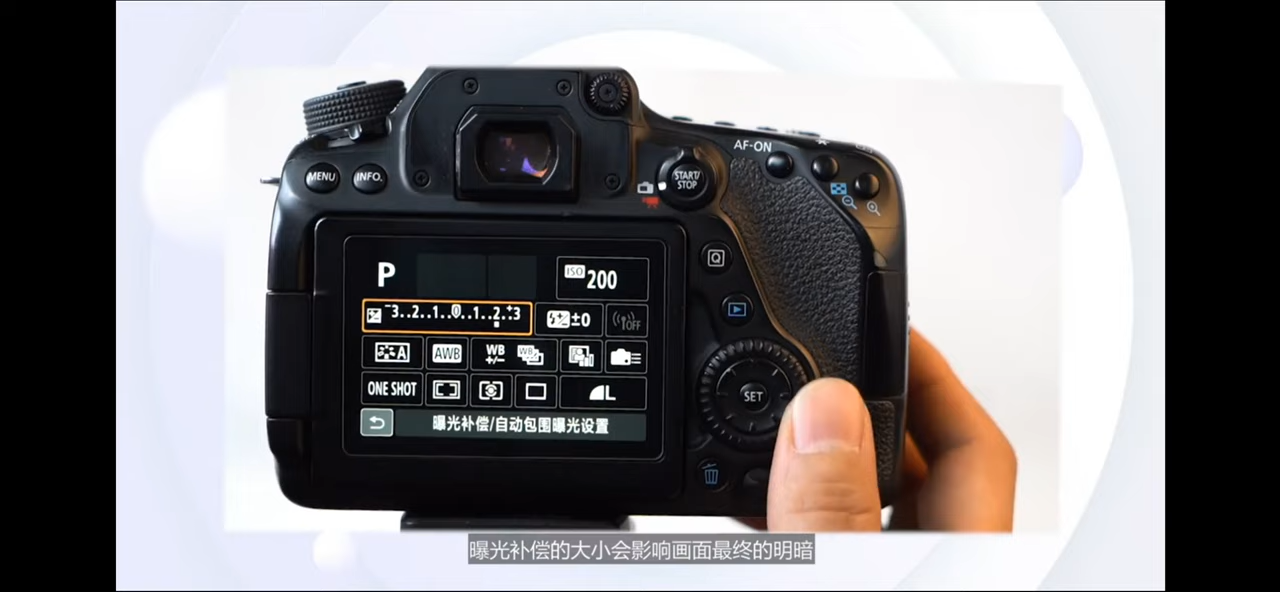 AF-ON
MENU
INFO.
START/
STOP
P
ISO 200
Q
-3..2..1..0..1..2..+3
±0
OFF
A
AWB
WB
+/-
WB
SET
ONE SHOT
L
曝光补偿/自动包围曝光设置
曝光补偿的大小会影响画面最终的明暗